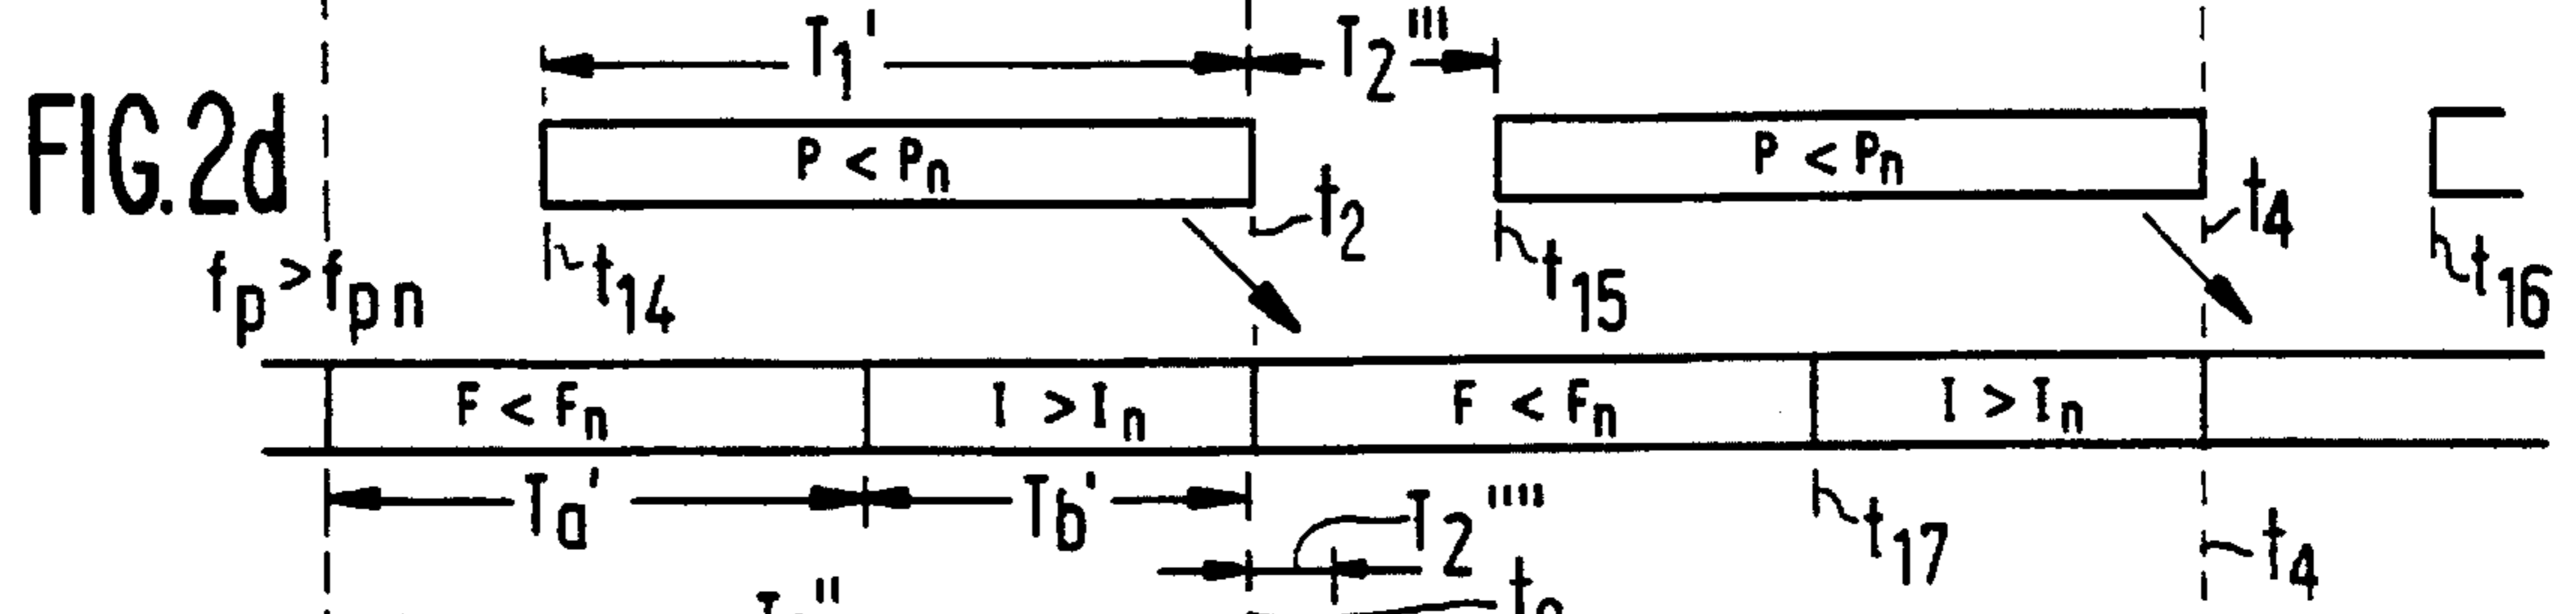 T1' T2'''
FIG.2d
P < Pn P < Pn
t2 t4
fp > fpn t14 t15 t16
F < Fn I > In F < Fn I > In
Ta' Tb' T2'''' t17 t4